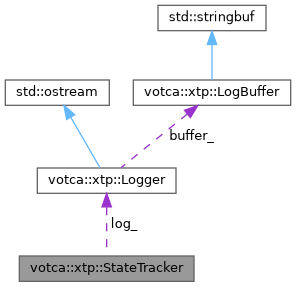 std::stringbuf
std::ostream
votca::xtp::LogBuffer
buffer_
votca::xtp::Logger
log_
votca::xtp::StateTracker